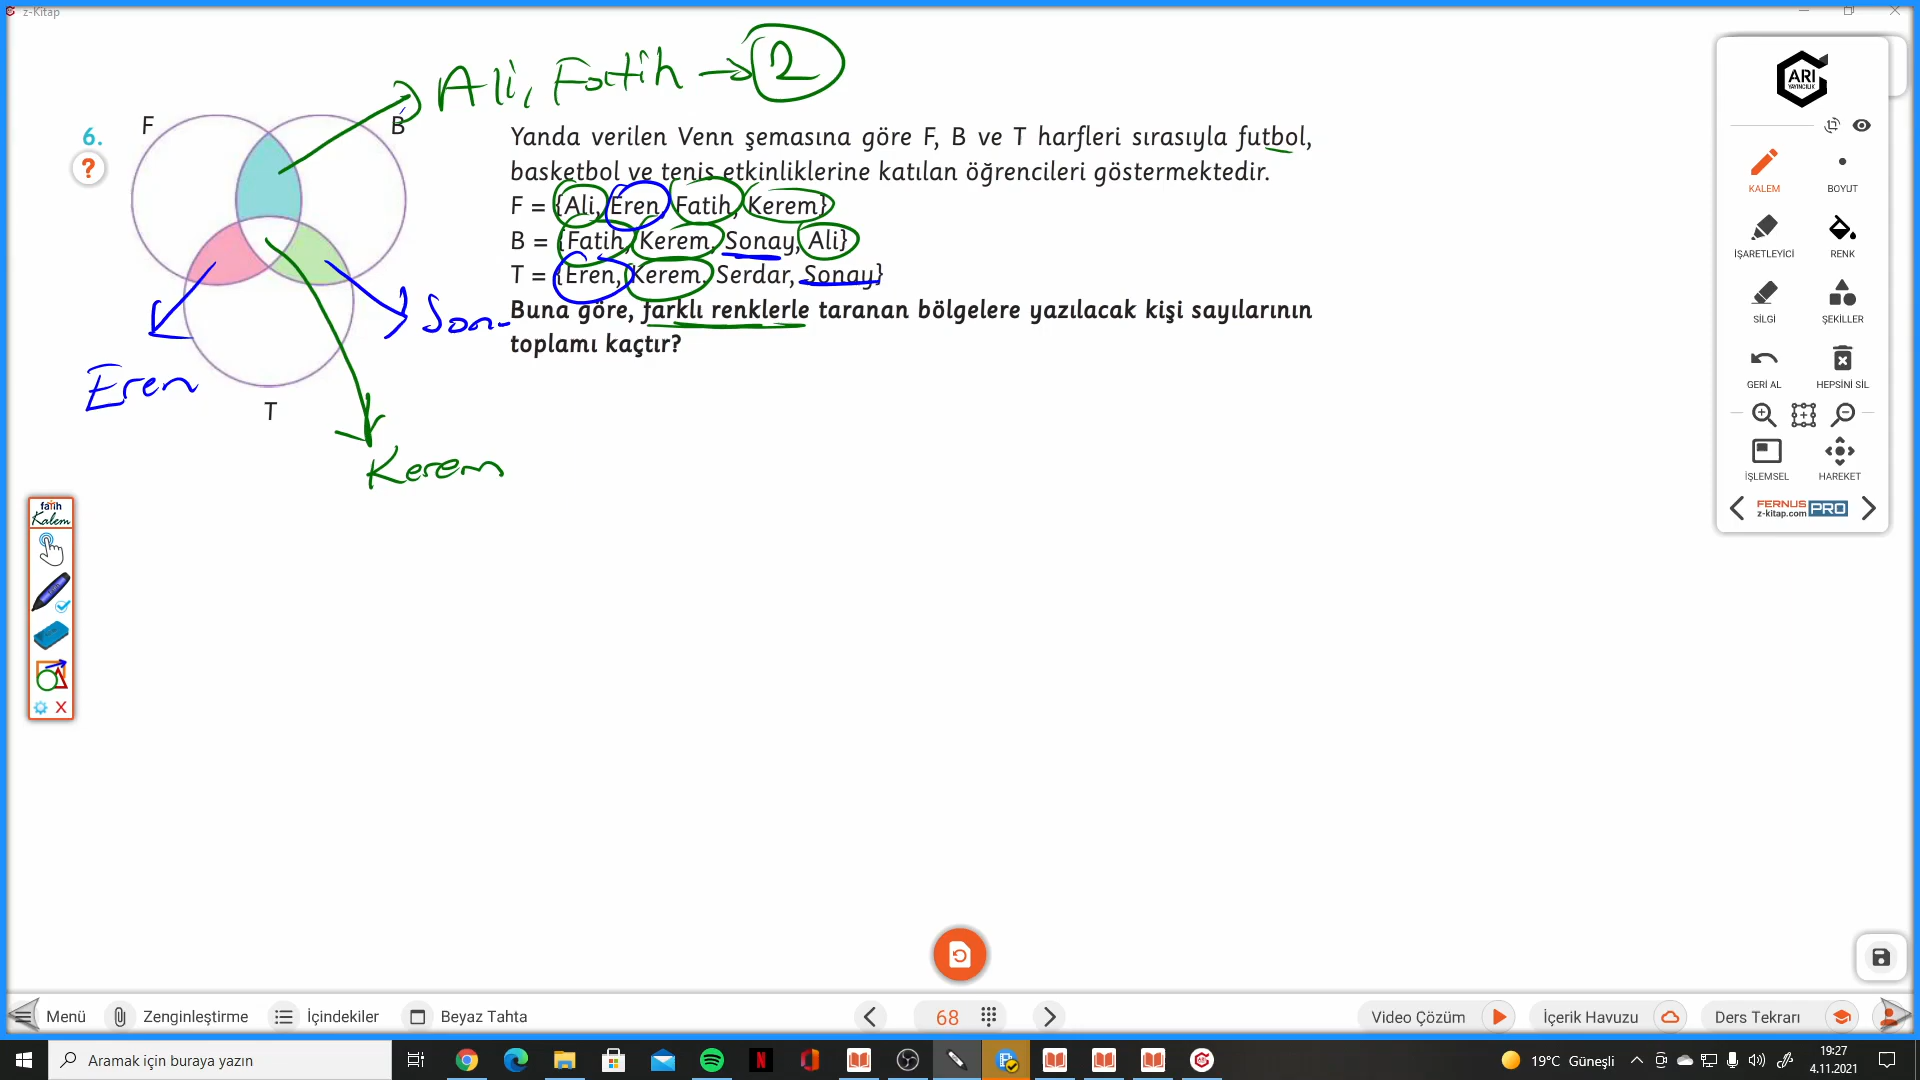 z-Kitap
Ali, Fatih → 2
F
B
6.
?
Yanda verilen Venn şemasına göre F, B ve T harfleri sırasıyla futbol,
basketbol ve tenis etkinliklerine katılan öğrencileri göstermektedir.
F = {Ali, Eren, Fatih, Kerem}
B = {Fatih, Kerem, Sonay, Ali}
T = {Eren, Kerem, Serdar, Sonay}
Buna göre, farklı renklerle taranan bölgelere yazılacak kişi sayılarının
toplamı kaçtır?
Son
Eren
T
Kerem
fatih
Kalem
X
ARI
YAYINCILIK
KALEM
BOYUT
İŞARETLEYİCİ
RENK
SİLGİ
ŞEKİLLER
GERİ AL
HEPSİNİ SİL
İŞLEMSEL
HAREKET
FERNUS
z-kitap.com PRO
Menü
Zenginleştirme
İçindekiler
Beyaz Tahta
68
Video Çözüm
İçerik Havuzu
Ders Tekrarı
Aramak için buraya yazın
19°C Güneşli
19:27
4.11.2021